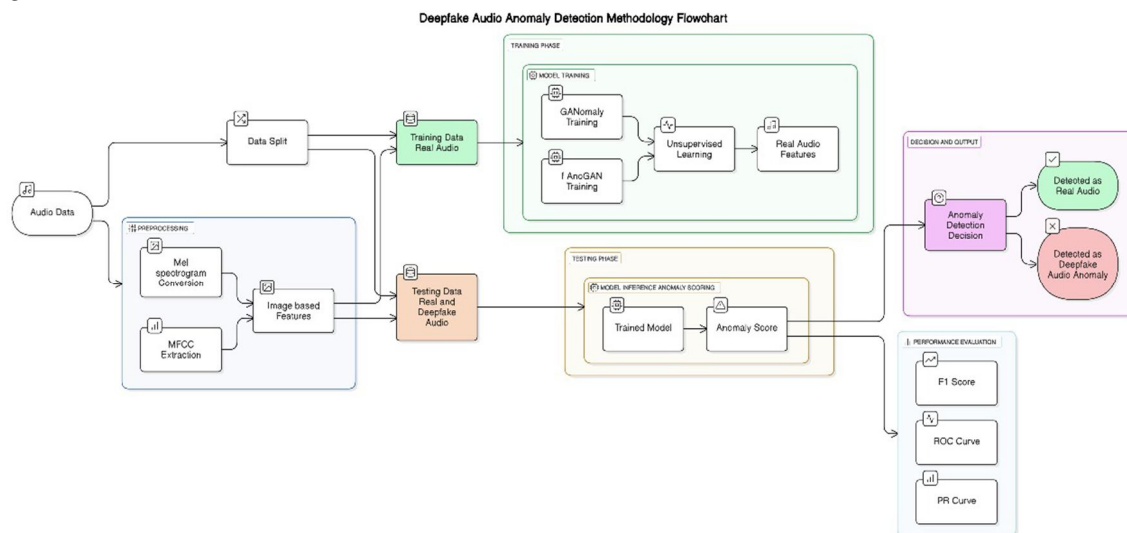 Deepfake Audio Anomaly Detection Methodology Flowchart
TRAINING PHASE
MODEL TRAINING
GANomaly
Training
f AnoGAN
Training
Unsupervised
Learning
Real Audio
Features
Data Split
Training Data
Real Audio
Audio Data
PREPROCESSING
Mel
spectrogram
Conversion
MFCC
Extraction
Image based
Features
Testing Data
Real and
Deepfake
Audio
TESTING PHASE
MODEL INFERENCE ANOMALY SCORING
Trained Model
Anomaly Score
DECISION AND OUTPUT
Anomaly
Detection
Decision
Detected as
Real Audio
Detected as
Deepfake
Audio Anomaly
PERFORMANCE EVALUATION
F1 Score
ROC Curve
PR Curve